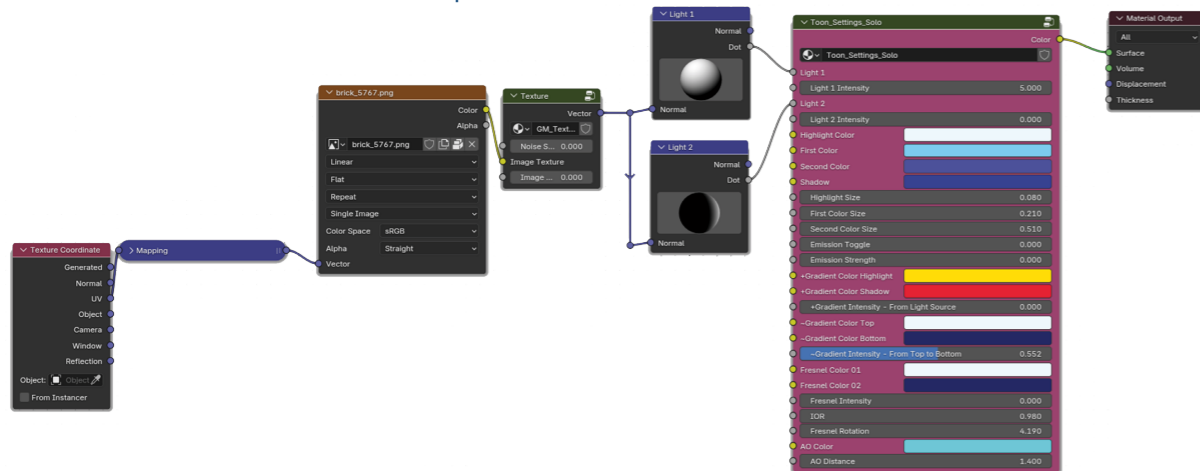 Texture Coordinate
Generated
Normal
UV
Object
Camera
Window
Reflection
Object: Object
From Instancer
Mapping
brick_5767.png
Color
Alpha
brick_5767.png
Linear
Flat
Repeat
Single Image
Color Space sRGB
Alpha Straight
Vector
Texture
Vector
GM_Text...
Noise S... 0.000
Image Texture
Image ... 0.000
Light 1
Normal
Dot
Normal
Light 2
Normal
Dot
Normal
Toon_Settings_Solo
Color
Toon_Settings_Solo
Light 1
Light 1 Intensity 5.000
Light 2
Light 2 Intensity 0.000
Highlight Color
First Color
Second Color
Shadow
Highlight Size 0.080
First Color Size 0.210
Second Color Size 0.510
Emission Toggle 0.000
Emission Strength 0.000
+Gradient Color Highlight
+Gradient Color Shadow
+Gradient Intensity - From Light Source 0.000
~Gradient Color Top
~Gradient Color Bottom
~Gradient Intensity - From Top to Bottom 0.552
Fresnel Color 01
Fresnel Color 02
Fresnel Intensity 0.000
IOR 0.980
Fresnel Rotation 4.190
AO Color
AO Distance 1.400
Material Output
All
Surface
Volume
Displacement
Thickness